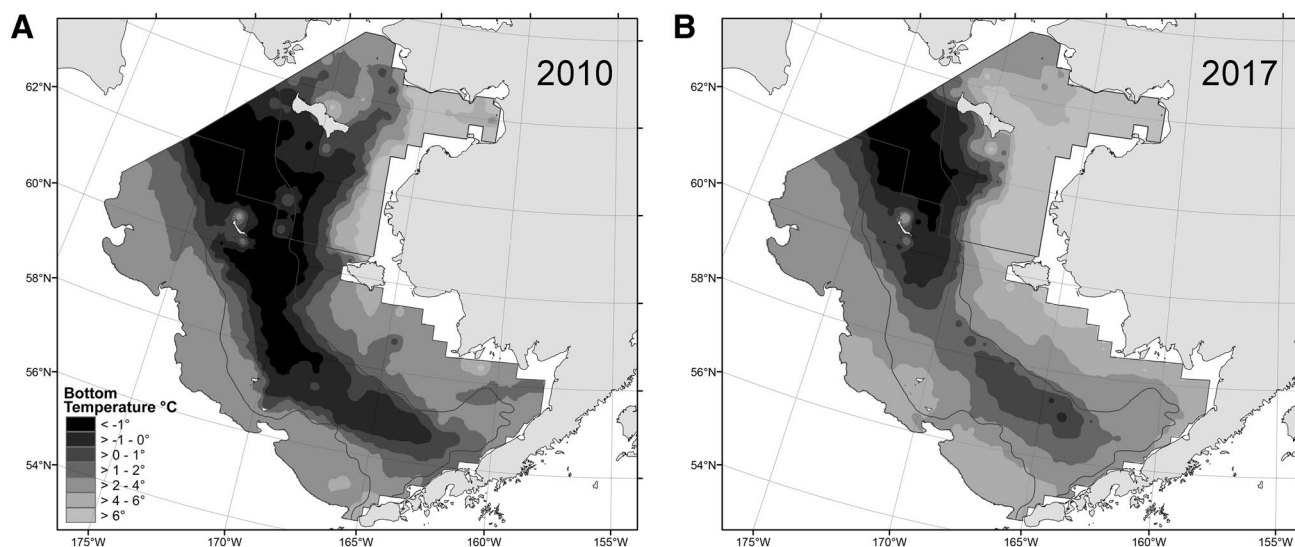 A
2010
62°N
60°N
58°N
56°N
54°N
Bottom
Temperature °C
< -1°
> -1 - 0°
> 0 - 1°
> 1 - 2°
> 2 - 4°
> 4 - 6°
> 6°
175°W
170°W
165°W
160°W
155°W
B
2017
62°N
60°N
58°N
56°N
54°N
175°W
170°W
165°W
160°W
155°W